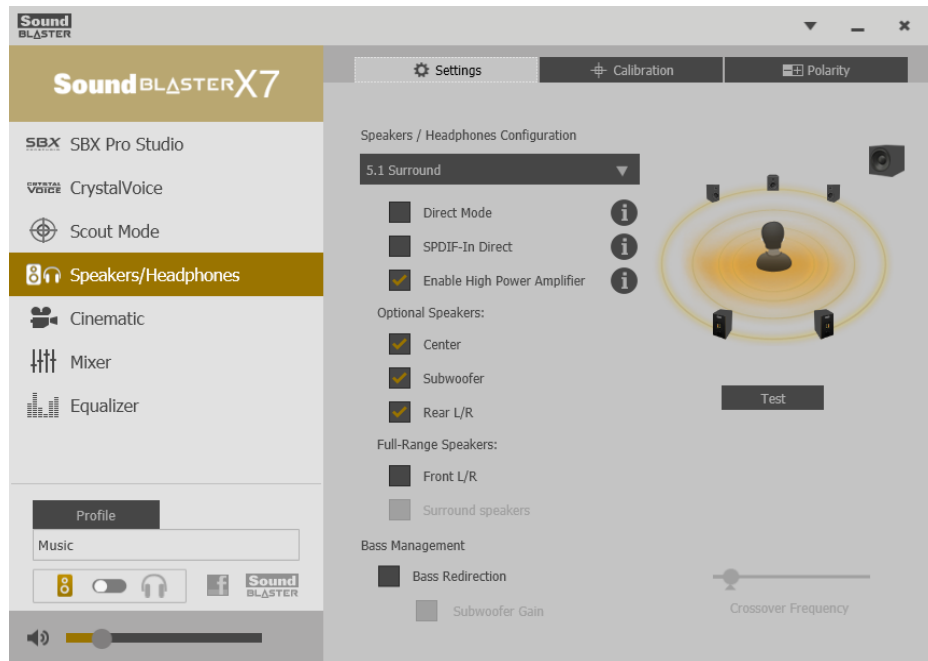 Sound
BLASTER
Sound BLASTER X7
Settings
Calibration
Polarity
SBX SBX Pro Studio
CRYSTAL VOICE CrystalVoice
Scout Mode
Speakers/Headphones
Cinematic
Mixer
Equalizer
Profile
Music
f
Sound
BLASTER
Speakers / Headphones Configuration
5.1 Surround
Direct Mode i
SPDIF-In Direct i
Enable High Power Amplifier i
Optional Speakers:
Center
Subwoofer
Rear L/R
Full-Range Speakers:
Front L/R
Surround speakers
Bass Management
Bass Redirection
Subwoofer Gain
Test
Crossover Frequency